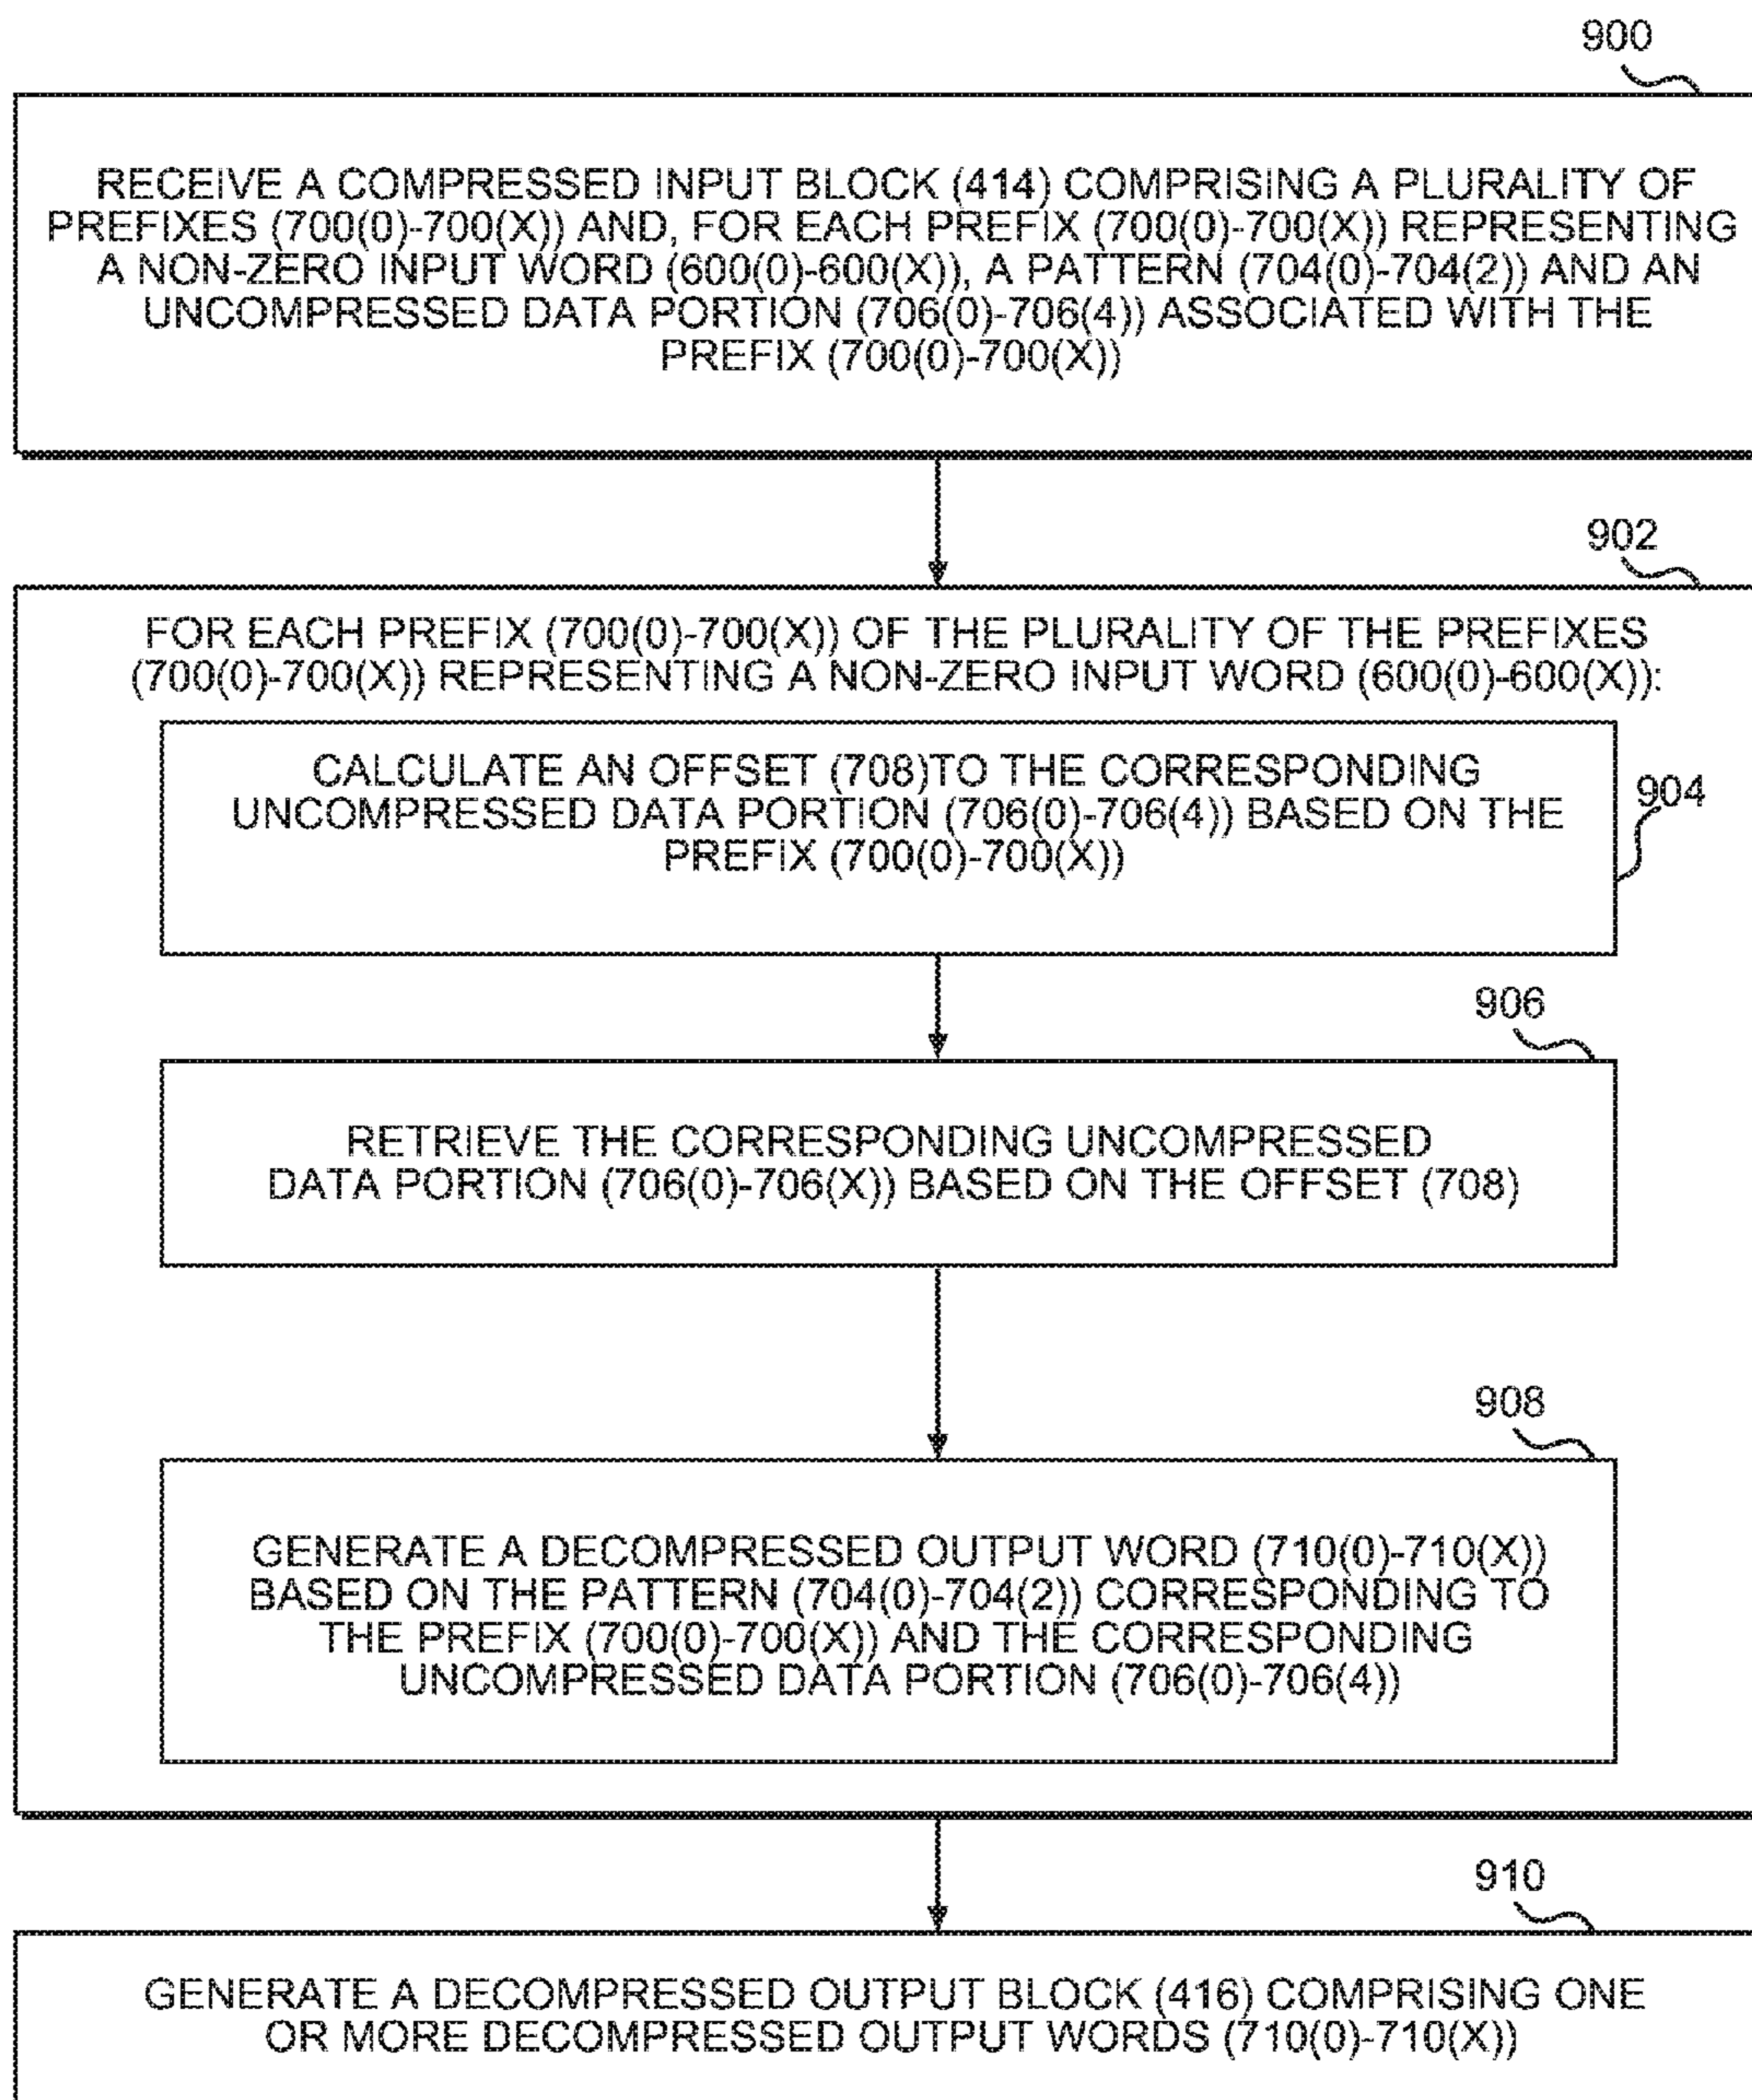 900
RECEIVE A COMPRESSED INPUT BLOCK (414) COMPRISING A PLURALITY OF
PREFIXES (700(0)-700(X)) AND, FOR EACH PREFIX (700(0)-700(X)) REPRESENTING
A NON-ZERO INPUT WORD (600(0)-600(X)), A PATTERN (704(0)-704(2)) AND AN
UNCOMPRESSED DATA PORTION (706(0)-706(4)) ASSOCIATED WITH THE
PREFIX (700(0)-700(X))
902
FOR EACH PREFIX (700(0)-700(X)) OF THE PLURALITY OF THE PREFIXES
(700(0)-700(X)) REPRESENTING A NON-ZERO INPUT WORD (600(0)-600(X)):
CALCULATE AN OFFSET (708)TO THE CORRESPONDING
UNCOMPRESSED DATA PORTION (706(0)-706(4)) BASED ON THE
PREFIX (700(0)-700(X))
904
906
RETRIEVE THE CORRESPONDING UNCOMPRESSED
DATA PORTION (706(0)-706(X)) BASED ON THE OFFSET (708)
908
GENERATE A DECOMPRESSED OUTPUT WORD (710(0)-710(X))
BASED ON THE PATTERN (704(0)-704(2)) CORRESPONDING TO
THE PREFIX (700(0)-700(X)) AND THE CORRESPONDING
UNCOMPRESSED DATA PORTION (706(0)-706(4))
910
GENERATE A DECOMPRESSED OUTPUT BLOCK (416) COMPRISING ONE
OR MORE DECOMPRESSED OUTPUT WORDS (710(0)-710(X))